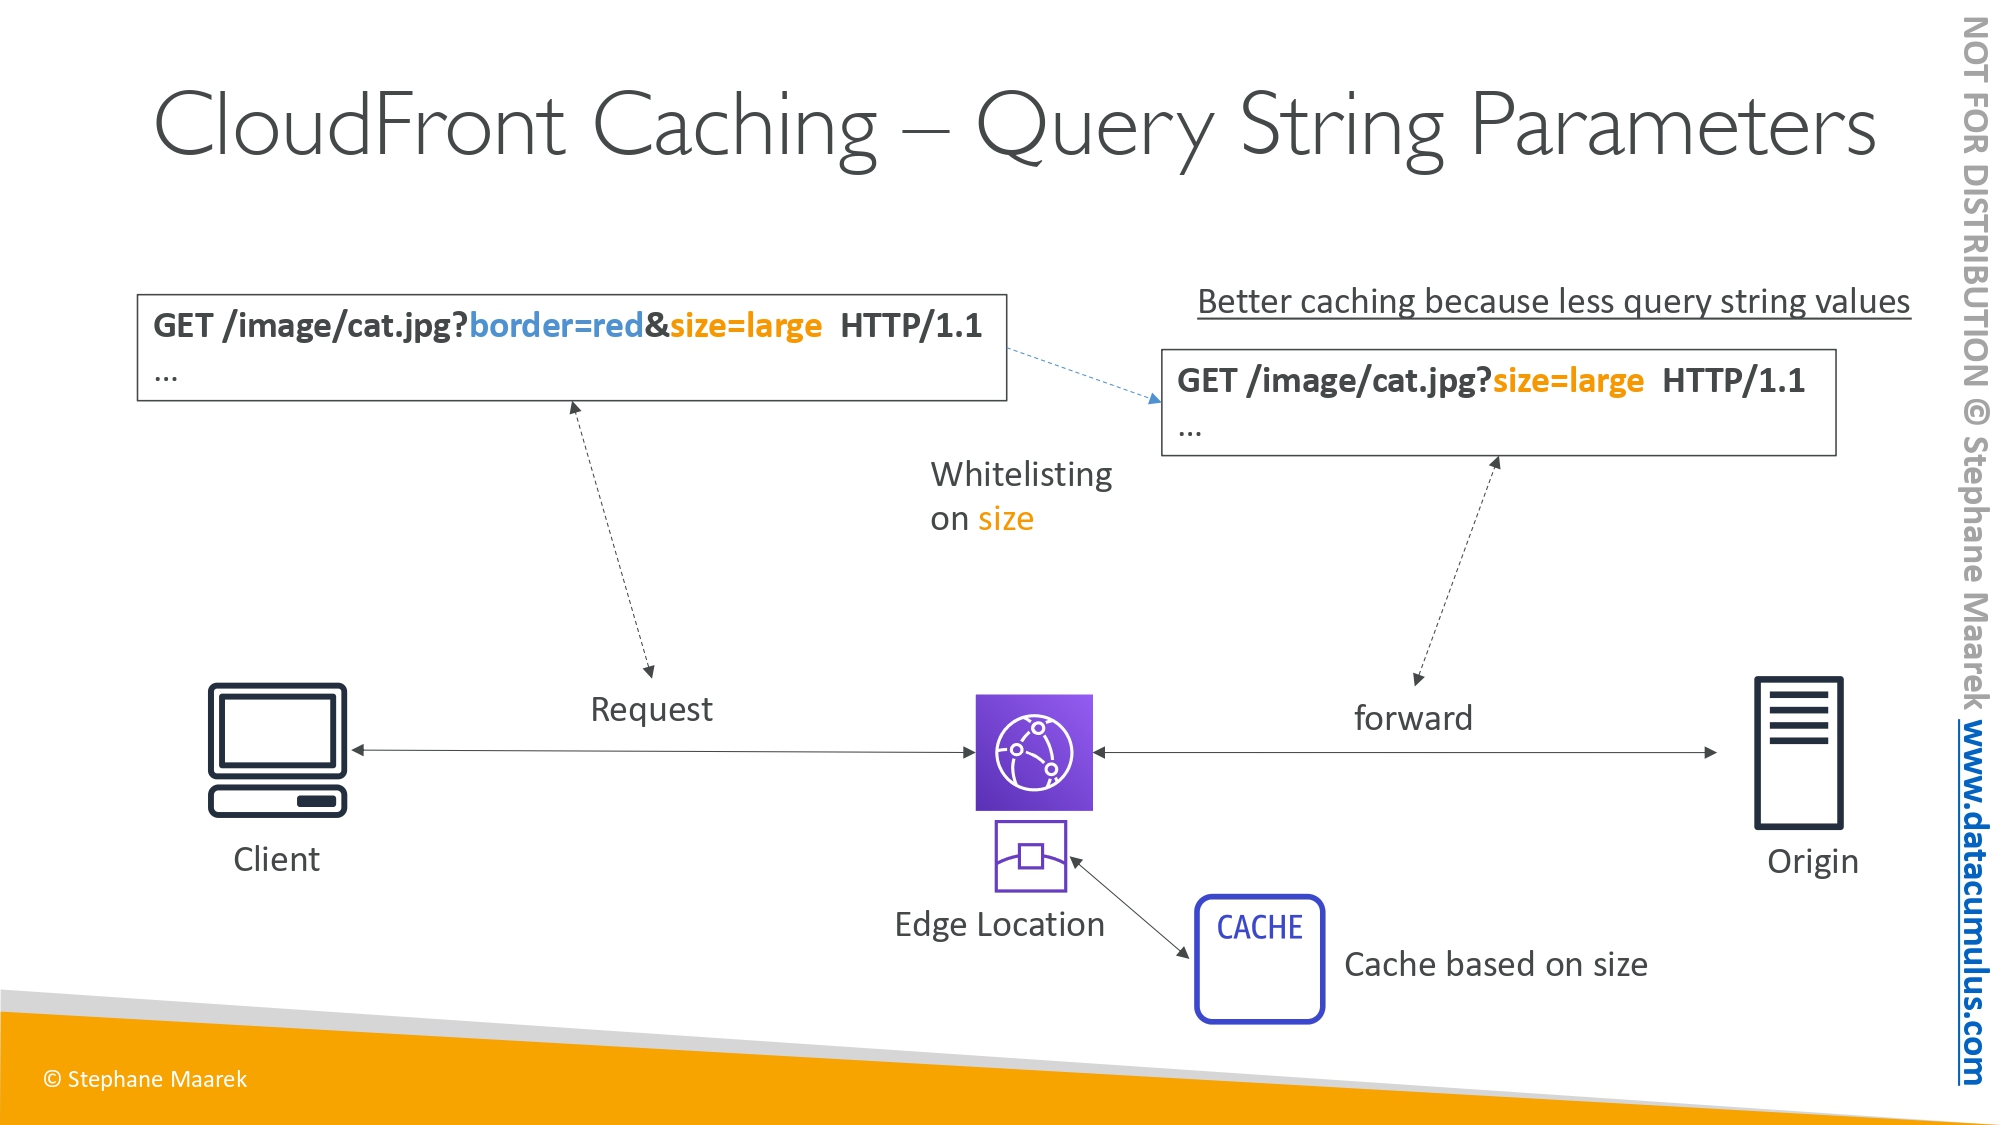 CloudFront Caching – Query String Parameters
Better caching because less query string values
GET /image/cat.jpg?border=red&size=large HTTP/1.1
...
GET /image/cat.jpg?size=large HTTP/1.1
...
Whitelisting
on size
Request
forward
Client
Origin
Edge Location
CACHE
Cache based on size
© Stephane Maarek
NOT FOR DISTRIBUTION © Stephane Maarek www.datacumulus.com